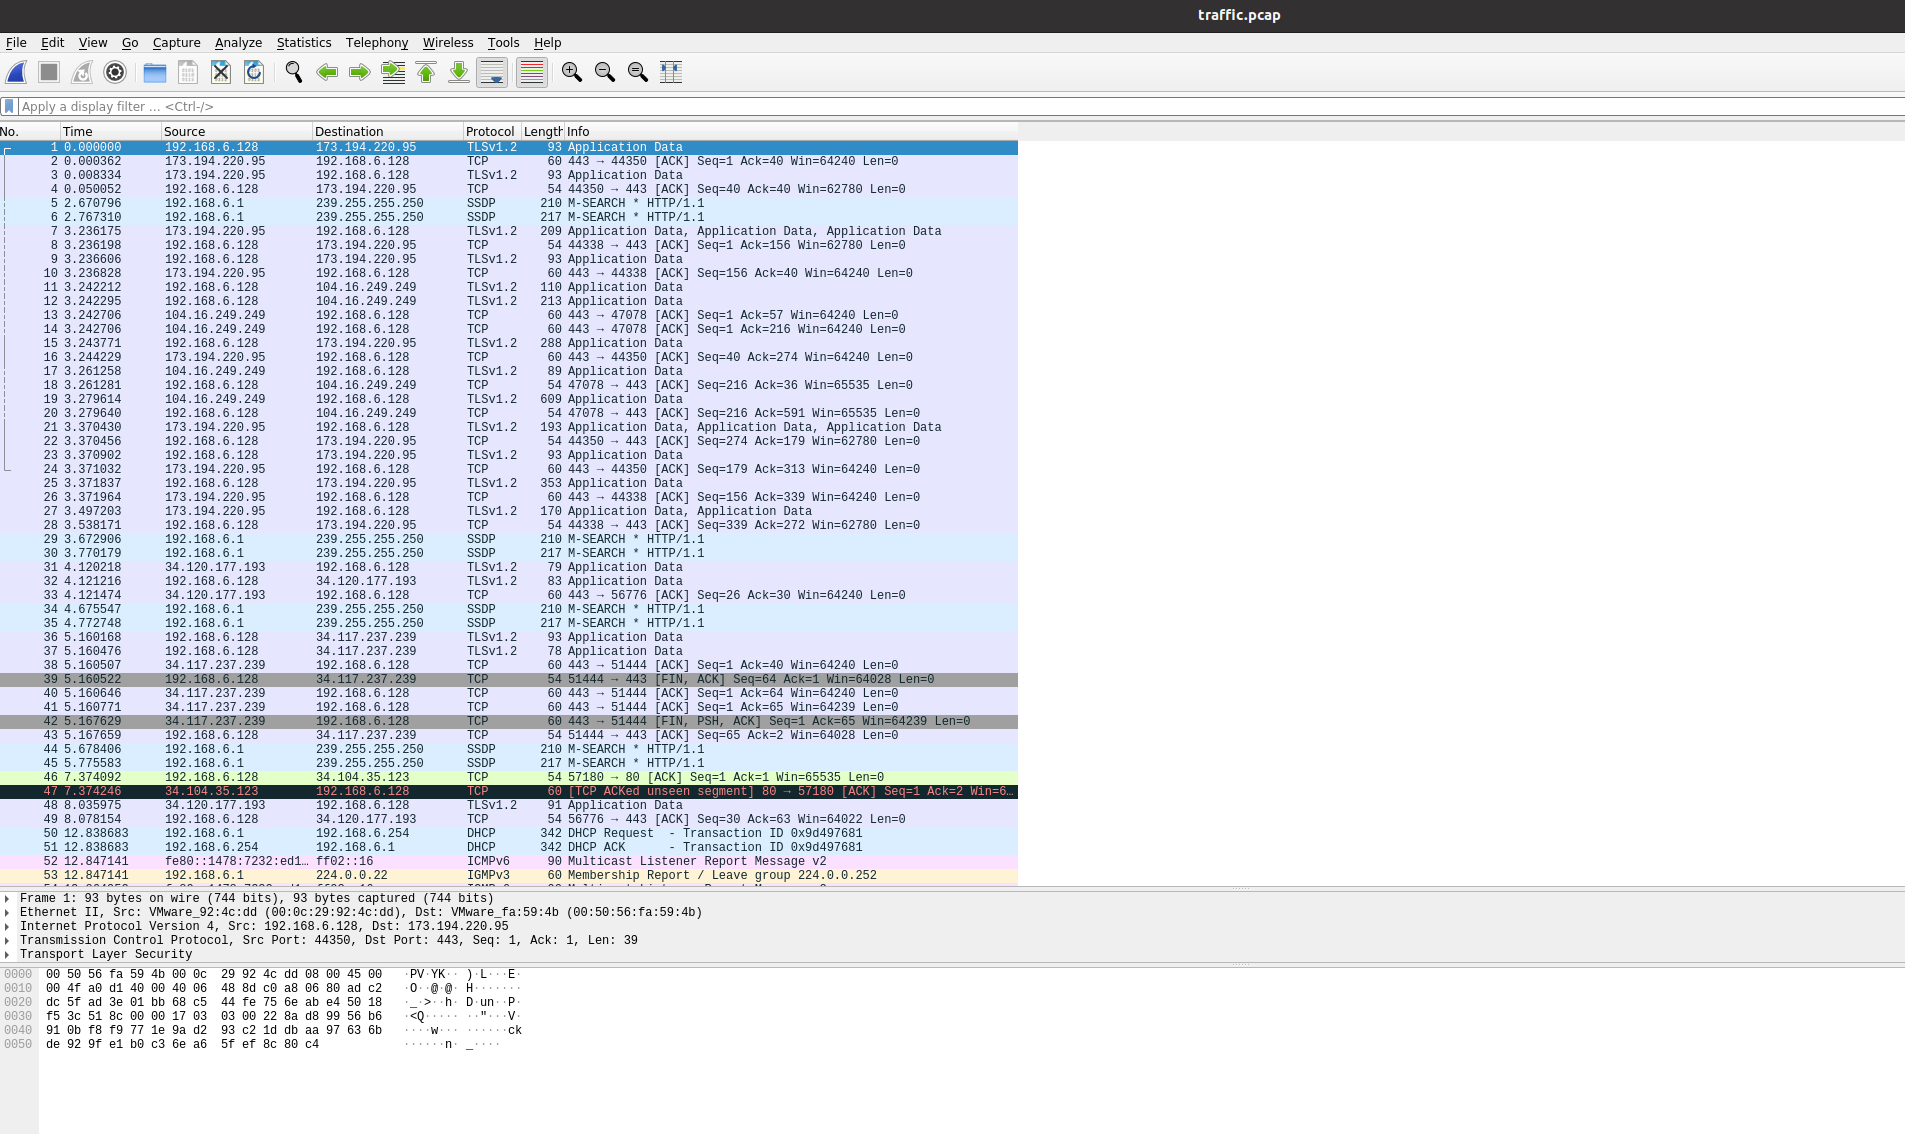 traffic.pcap
File Edit View Go Capture Analyze Statistics Telephony Wireless Tools Help
Apply a display filter ... <Ctrl-/>
No. Time Source Destination Protocol Length Info
1 0.000000 192.168.6.128 173.194.220.95 TLSv1.2 93 Application Data
2 0.000362 173.194.220.95 192.168.6.128 TCP 60 443 → 44350 [ACK] Seq=1 Ack=40 Win=64240 Len=0
3 0.008334 173.194.220.95 192.168.6.128 TLSv1.2 93 Application Data
4 0.050052 192.168.6.128 173.194.220.95 TCP 54 44350 → 443 [ACK] Seq=40 Ack=40 Win=62780 Len=0
5 2.670796 192.168.6.1 239.255.255.250 SSDP 210 M-SEARCH * HTTP/1.1
6 2.767310 192.168.6.1 239.255.255.250 SSDP 217 M-SEARCH * HTTP/1.1
7 3.236175 173.194.220.95 192.168.6.128 TLSv1.2 209 Application Data, Application Data, Application Data
8 3.236198 192.168.6.128 173.194.220.95 TCP 54 44338 → 443 [ACK] Seq=1 Ack=156 Win=62780 Len=0
9 3.236606 192.168.6.128 173.194.220.95 TLSv1.2 93 Application Data
10 3.236828 173.194.220.95 192.168.6.128 TCP 60 443 → 44338 [ACK] Seq=156 Ack=40 Win=64240 Len=0
11 3.242212 192.168.6.128 104.16.249.249 TLSv1.2 110 Application Data
12 3.242295 192.168.6.128 104.16.249.249 TLSv1.2 213 Application Data
13 3.242706 104.16.249.249 192.168.6.128 TCP 60 443 → 47078 [ACK] Seq=1 Ack=57 Win=64240 Len=0
14 3.242706 104.16.249.249 192.168.6.128 TCP 60 443 → 47078 [ACK] Seq=1 Ack=216 Win=64240 Len=0
15 3.243771 192.168.6.128 173.194.220.95 TLSv1.2 288 Application Data
16 3.244229 173.194.220.95 192.168.6.128 TCP 60 443 → 44350 [ACK] Seq=40 Ack=274 Win=64240 Len=0
17 3.261258 104.16.249.249 192.168.6.128 TLSv1.2 89 Application Data
18 3.261281 192.168.6.128 104.16.249.249 TCP 54 47078 → 443 [ACK] Seq=216 Ack=36 Win=65535 Len=0
19 3.279614 104.16.249.249 192.168.6.128 TLSv1.2 609 Application Data
20 3.279640 192.168.6.128 104.16.249.249 TCP 54 47078 → 443 [ACK] Seq=216 Ack=591 Win=65535 Len=0
21 3.370430 173.194.220.95 192.168.6.128 TLSv1.2 193 Application Data, Application Data, Application Data
22 3.370456 192.168.6.128 173.194.220.95 TCP 54 44350 → 443 [ACK] Seq=274 Ack=179 Win=62780 Len=0
23 3.370902 192.168.6.128 173.194.220.95 TLSv1.2 93 Application Data
24 3.371032 173.194.220.95 192.168.6.128 TCP 60 443 → 44350 [ACK] Seq=179 Ack=313 Win=64240 Len=0
25 3.371837 192.168.6.128 173.194.220.95 TLSv1.2 353 Application Data
26 3.371964 173.194.220.95 192.168.6.128 TCP 60 443 → 44338 [ACK] Seq=156 Ack=339 Win=64240 Len=0
27 3.497203 173.194.220.95 192.168.6.128 TLSv1.2 170 Application Data, Application Data
28 3.538171 192.168.6.128 173.194.220.95 TCP 54 44338 → 443 [ACK] Seq=339 Ack=272 Win=62780 Len=0
29 3.672906 192.168.6.1 239.255.255.250 SSDP 210 M-SEARCH * HTTP/1.1
30 3.770179 192.168.6.1 239.255.255.250 SSDP 217 M-SEARCH * HTTP/1.1
31 4.120218 34.120.177.193 192.168.6.128 TLSv1.2 79 Application Data
32 4.121216 192.168.6.128 34.120.177.193 TLSv1.2 83 Application Data
33 4.121474 34.120.177.193 192.168.6.128 TCP 60 443 → 56776 [ACK] Seq=26 Ack=30 Win=64240 Len=0
34 4.675547 192.168.6.1 239.255.255.250 SSDP 210 M-SEARCH * HTTP/1.1
35 4.772748 192.168.6.1 239.255.255.250 SSDP 217 M-SEARCH * HTTP/1.1
36 5.160168 192.168.6.128 34.117.237.239 TLSv1.2 93 Application Data
37 5.160476 192.168.6.128 34.117.237.239 TLSv1.2 78 Application Data
38 5.160507 34.117.237.239 192.168.6.128 TCP 60 443 → 51444 [ACK] Seq=1 Ack=40 Win=64240 Len=0
39 5.160522 192.168.6.128 34.117.237.239 TCP 54 51444 → 443 [FIN, ACK] Seq=64 Ack=1 Win=64028 Len=0
40 5.160646 34.117.237.239 192.168.6.128 TCP 60 443 → 51444 [ACK] Seq=1 Ack=64 Win=64240 Len=0
41 5.160771 34.117.237.239 192.168.6.128 TCP 60 443 → 51444 [ACK] Seq=1 Ack=65 Win=64239 Len=0
42 5.167629 34.117.237.239 192.168.6.128 TCP 60 443 → 51444 [FIN, PSH, ACK] Seq=1 Ack=65 Win=64239 Len=0
43 5.167659 192.168.6.128 34.117.237.239 TCP 54 51444 → 443 [ACK] Seq=65 Ack=2 Win=64028 Len=0
44 5.678406 192.168.6.1 239.255.255.250 SSDP 210 M-SEARCH * HTTP/1.1
45 5.775583 192.168.6.1 239.255.255.250 SSDP 217 M-SEARCH * HTTP/1.1
46 7.374092 192.168.6.128 34.104.35.123 TCP 54 57180 → 80 [ACK] Seq=1 Ack=1 Win=65535 Len=0
47 7.374246 34.104.35.123 192.168.6.128 TCP 60 [TCP ACKed unseen segment] 80 → 57180 [ACK] Seq=1 Ack=2 Win=6…
48 8.035975 34.120.177.193 192.168.6.128 TLSv1.2 91 Application Data
49 8.078154 192.168.6.128 34.120.177.193 TCP 54 56776 → 443 [ACK] Seq=30 Ack=63 Win=64022 Len=0
50 12.838683 192.168.6.1 192.168.6.254 DHCP 342 DHCP Request - Transaction ID 0x9d497681
51 12.838683 192.168.6.254 192.168.6.1 DHCP 342 DHCP ACK - Transaction ID 0x9d497681
52 12.847141 fe80::1478:7232:ed1… ff02::16 ICMPv6 90 Multicast Listener Report Message v2
53 12.847141 192.168.6.1 224.0.0.22 IGMPv3 60 Membership Report / Leave group 224.0.0.252
Frame 1: 93 bytes on wire (744 bits), 93 bytes captured (744 bits)
Ethernet II, Src: VMware_92:4c:dd (00:0c:29:92:4c:dd), Dst: VMware_fa:59:4b (00:50:56:fa:59:4b)
Internet Protocol Version 4, Src: 192.168.6.128, Dst: 173.194.220.95
Transmission Control Protocol, Src Port: 44350, Dst Port: 443, Seq: 1, Ack: 1, Len: 39
Transport Layer Security
0000 00 50 56 fa 59 4b 00 0c 29 92 4c dd 08 00 45 00 ·PV·YK·· )·L···E·
0010 00 4f a0 d1 40 00 40 06 48 8d c0 a8 06 80 ad c2 ·O··@·@· H·······
0020 dc 5f ad 3e 01 bb 68 c5 44 fe 75 6e ab e4 50 18 ·_·>··h· D·un··P·
0030 f5 3c 51 8c 00 00 17 03 03 00 22 8a d8 99 56 b6 ·<Q····· ··"···V·
0040 91 0b f8 f9 77 1e 9a d2 93 c2 1d db aa 97 63 6b ····w··· ······ck
0050 de 92 9f e1 b0 c3 6e a6 5f ef 8c 80 c4 ······n· _····